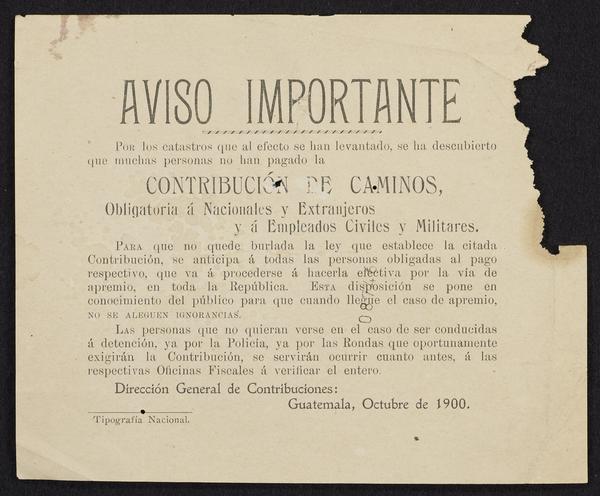 AVISO IMPORTANTE
POR los catastros que al efecto se han levantado, se ha descubierto
que muchas personas no han pagado la
CONTRIBUCIÓN DE CAMINOS,
Obligatoria á Nacionales y Extranjeros
y á Empleados Civiles y Militares.
PARA que no quede burlada la ley que establece la citada
Contribución, se anticipa á todas las personas obligadas al pago
respectivo, que va á procederse á hacerla efectiva por la vía de
apremio, en toda la República. ESTA disposición se pone en
conocimiento del público para que cuando llegue el caso de apremio,
NO SE ALEGUEN IGNORANCIAS.
LAS personas que no quieran verse en el caso de ser conducidas
á detención, ya por la Policía, ya por las Rondas que oportunamente
exigirán la Contribución, se servirán ocurrir cuanto antes, á las
respectivas Oficinas Fiscales á verificar el entero.
Dirección General de Contribuciones:
Guatemala, Octubre de 1900.
Tipografía Nacional.